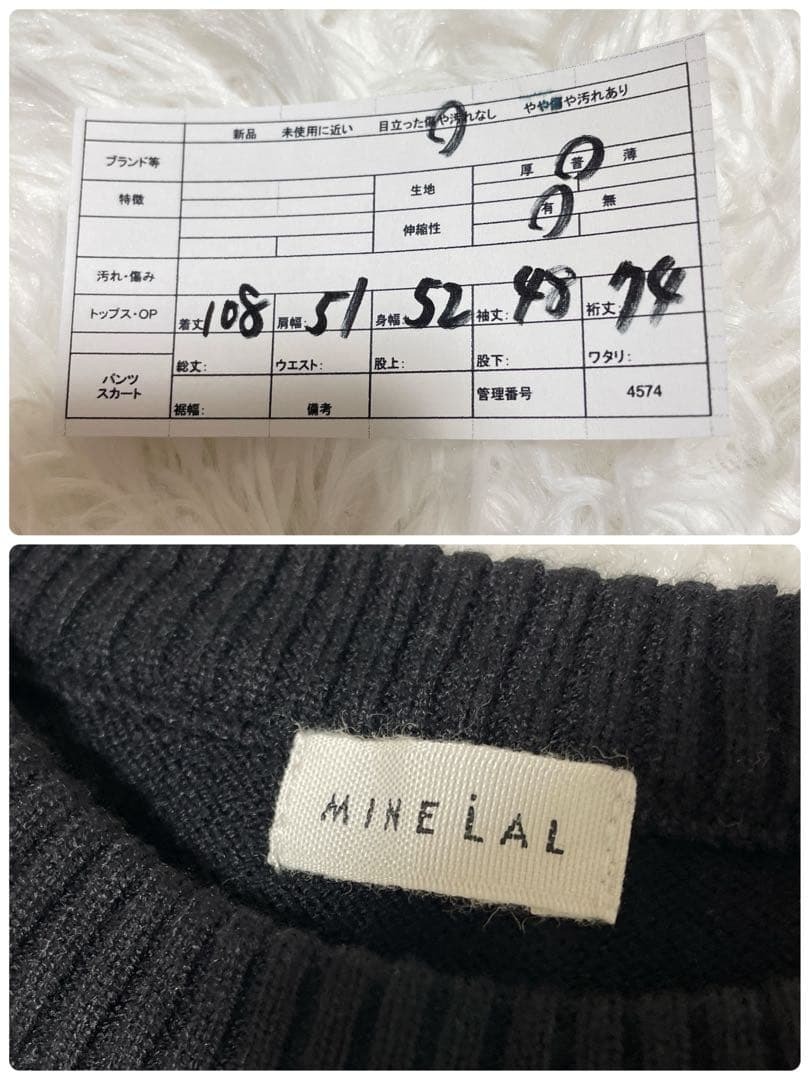 新品 未使用に近い 目立った傷や汚れなし やや傷や汚れあり
ブランド等
特徴 生地 厚 普 薄
伸縮性 有 無
汚れ・傷み
トップス・OP 着丈:108 肩幅:51 身幅:52 袖丈:48 裄丈:74
パンツ
スカート
総丈: ウエスト: 股上: 股下: ワタリ:
裾幅: 備考 管理番号 4574
MINE LAL